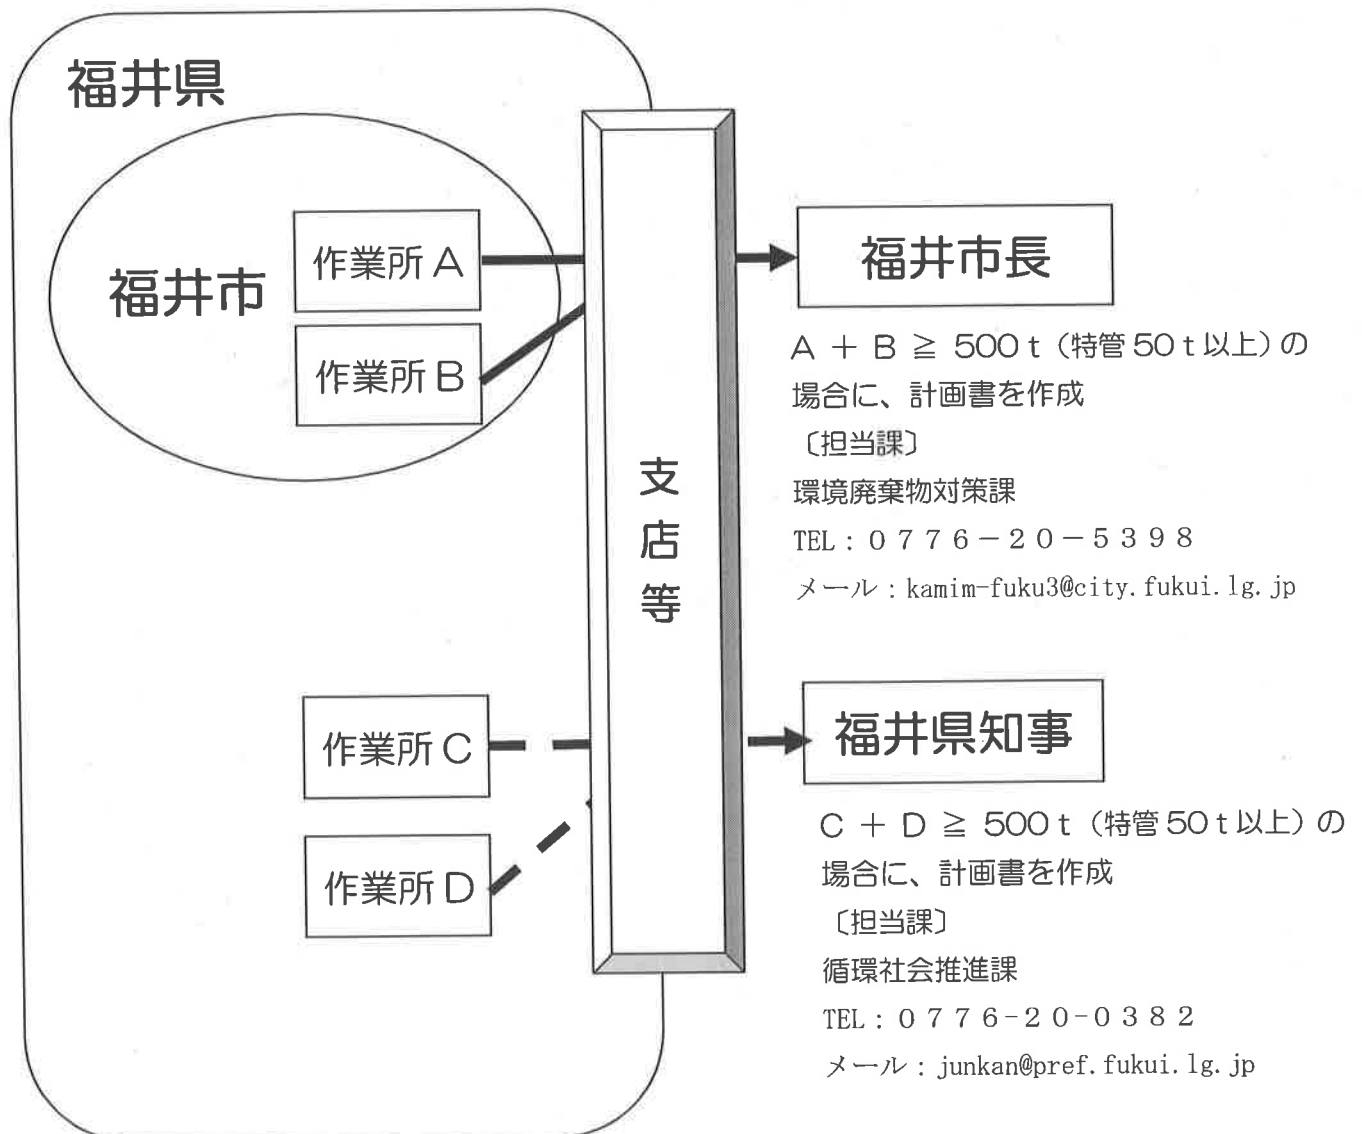 福井県
福井市
作業所 A
作業所 B
支店等
福井市長
A + B ≧ 500t（特管50t以上）の
場合に、計画書を作成
〔担当課〕
環境廃棄物対策課
TEL：０７７６－２０－５３９８
メール：kamim-fuku3@city.fukui.lg.jp
作業所 C
作業所 D
福井県知事
C + D ≧ 500t（特管50t以上）の
場合に、計画書を作成
〔担当課〕
循環社会推進課
TEL：０７７６-２０-０３８２
メール：junkan@pref.fukui.lg.jp